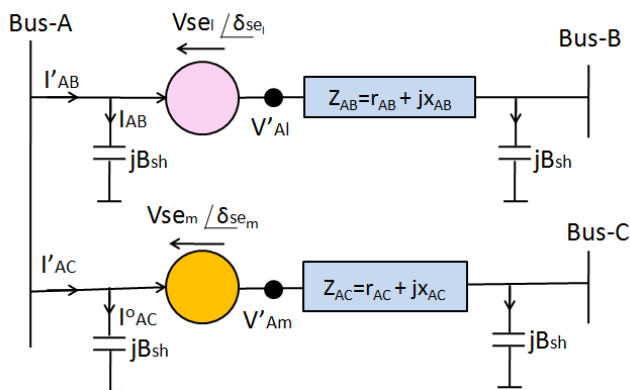 Bus-A
Vseₗ /δseₗ
Bus-B
I'AB
IAB
V'Al
ZAB=rAB + jxAB
jBsh
jBsh
Vseₘ /δseₘ
Bus-C
I'AC
I°AC
V'Am
ZAC=rAC + jxAC
jBsh
jBsh